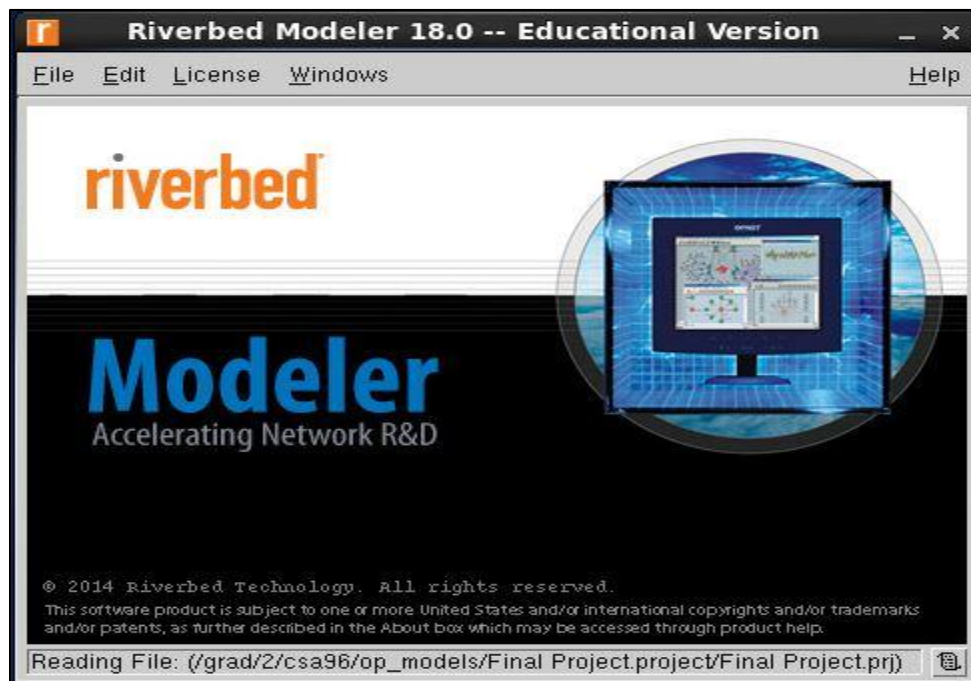 Riverbed Modeler 18.0 -- Educational Version
File Edit License Windows Help
riverbed
OPNET
Modeler
Accelerating Network R&D
© 2014 Riverbed Technology. All rights reserved.
This software product is subject to one or more United States and/or international copyrights and/or trademarks
and/or patents, as further described in the About box which may be accessed through product help.
Reading File: (/grad/2/csa96/op_models/Final Project.project/Final Project.prj)